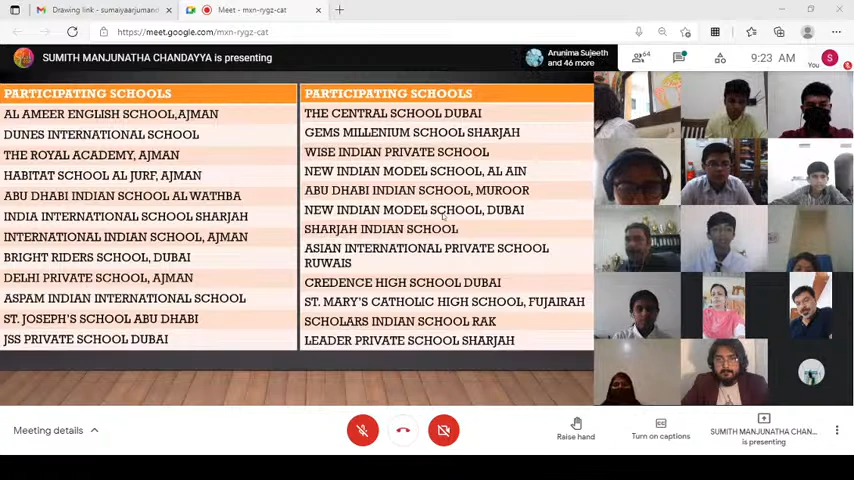 Drawing link - sumaiyaarjumand
Meet - mxn-rygz-cat
https://meet.google.com/mxn-rygz-cat
SUMITH MANJUNATHA CHANDAYYA is presenting
Arunima Sujeeth
and 46 more
64
9:23 AM
You
S
PARTICIPATING SCHOOLS
AL AMEER ENGLISH SCHOOL,AJMAN
DUNES INTERNATIONAL SCHOOL
THE ROYAL ACADEMY, AJMAN
HABITAT SCHOOL AL JURF, AJMAN
ABU DHABI INDIAN SCHOOL AL WATHBA
INDIA INTERNATIONAL SCHOOL SHARJAH
INTERNATIONAL INDIAN SCHOOL, AJMAN
BRIGHT RIDERS SCHOOL, DUBAI
DELHI PRIVATE SCHOOL, AJMAN
ASPAM INDIAN INTERNATIONAL SCHOOL
ST. JOSEPH'S SCHOOL ABU DHABI
JSS PRIVATE SCHOOL DUBAI
PARTICIPATING SCHOOLS
THE CENTRAL SCHOOL DUBAI
GEMS MILLENIUM SCHOOL SHARJAH
WISE INDIAN PRIVATE SCHOOL
NEW INDIAN MODEL SCHOOL, AL AIN
ABU DHABI INDIAN SCHOOL, MUROOR
NEW INDIAN MODEL SCHOOL, DUBAI
SHARJAH INDIAN SCHOOL
ASIAN INTERNATIONAL PRIVATE SCHOOL
RUWAIS
CREDENCE HIGH SCHOOL DUBAI
ST. MARY'S CATHOLIC HIGH SCHOOL, FUJAIRAH
SCHOLARS INDIAN SCHOOL RAK
LEADER PRIVATE SCHOOL SHARJAH
Meeting details
Raise hand
Turn on captions
SUMITH MANJUNATHA CHAN...
is presenting